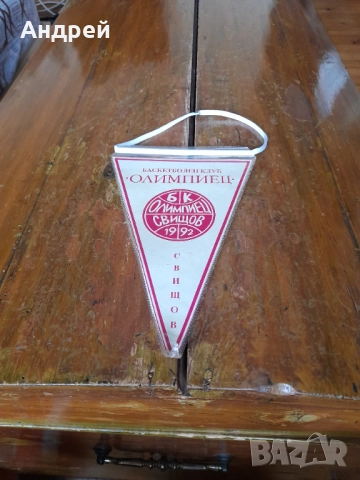 Андрей
БАСКЕТБОЛЕН КЛУБ
"ОЛИМПИЕЦ"
БК
ОЛИМПИЕЦ
СВИЩОВ
1992
СВИЩОВ
BAZAR